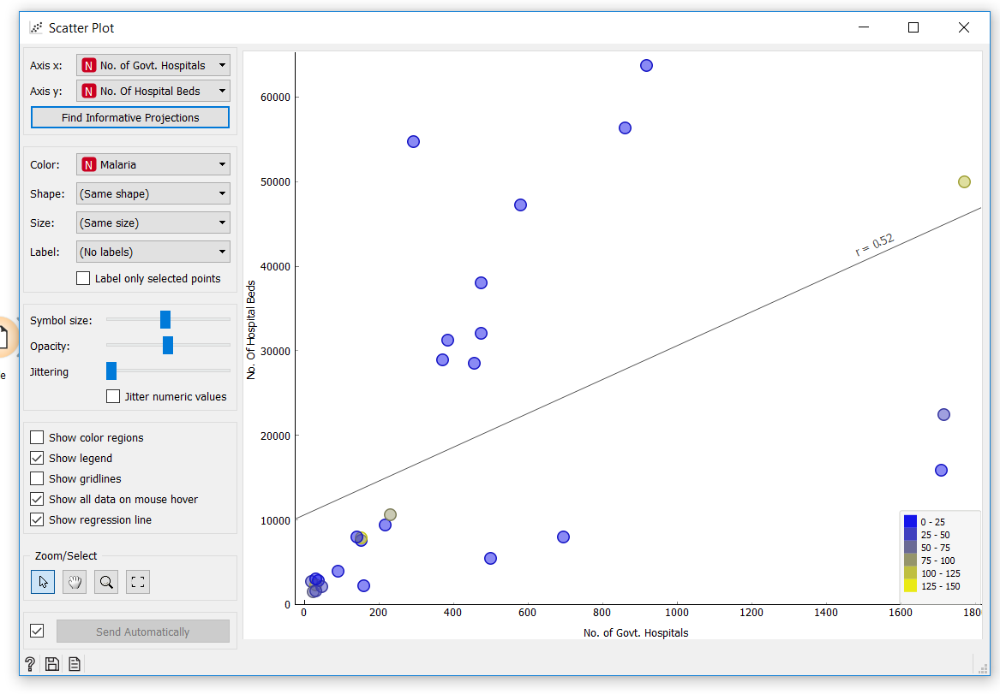 Scatter Plot
Axis x: N No. of Govt. Hospitals
Axis y: N No. Of Hospital Beds
Find Informative Projections
Color: N Malaria
Shape: (Same shape)
Size: (Same size)
Label: (No labels)
Label only selected points
Symbol size:
Opacity:
Jittering
Jitter numeric values
Show color regions
Show legend
Show gridlines
Show all data on mouse hover
Show regression line
Zoom/Select
Send Automatically
?
e
No. Of Hospital Beds
60000
50000
40000
30000
20000
10000
0
r = 0.52
0 - 25
25 - 50
50 - 75
75 - 100
100 - 125
125 - 150
0 200 400 600 800 1000 1200 1400 1600 180
No. of Govt. Hospitals